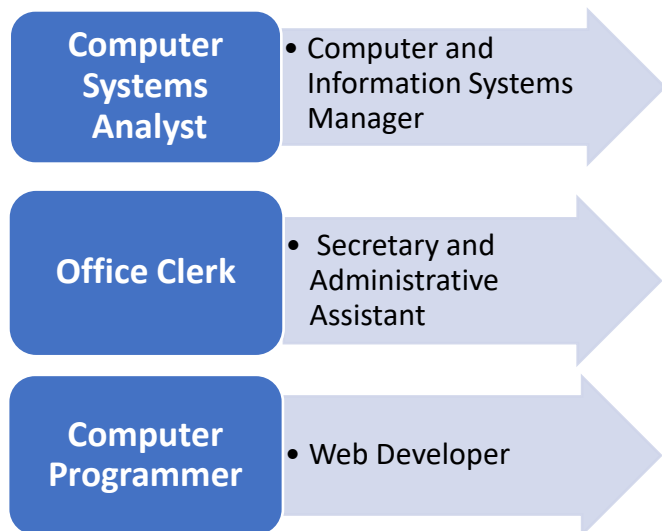 Computer
Systems
Analyst
• Computer and
Information Systems
Manager
Office Clerk
• Secretary and
Administrative
Assistant
Computer
Programmer
• Web Developer